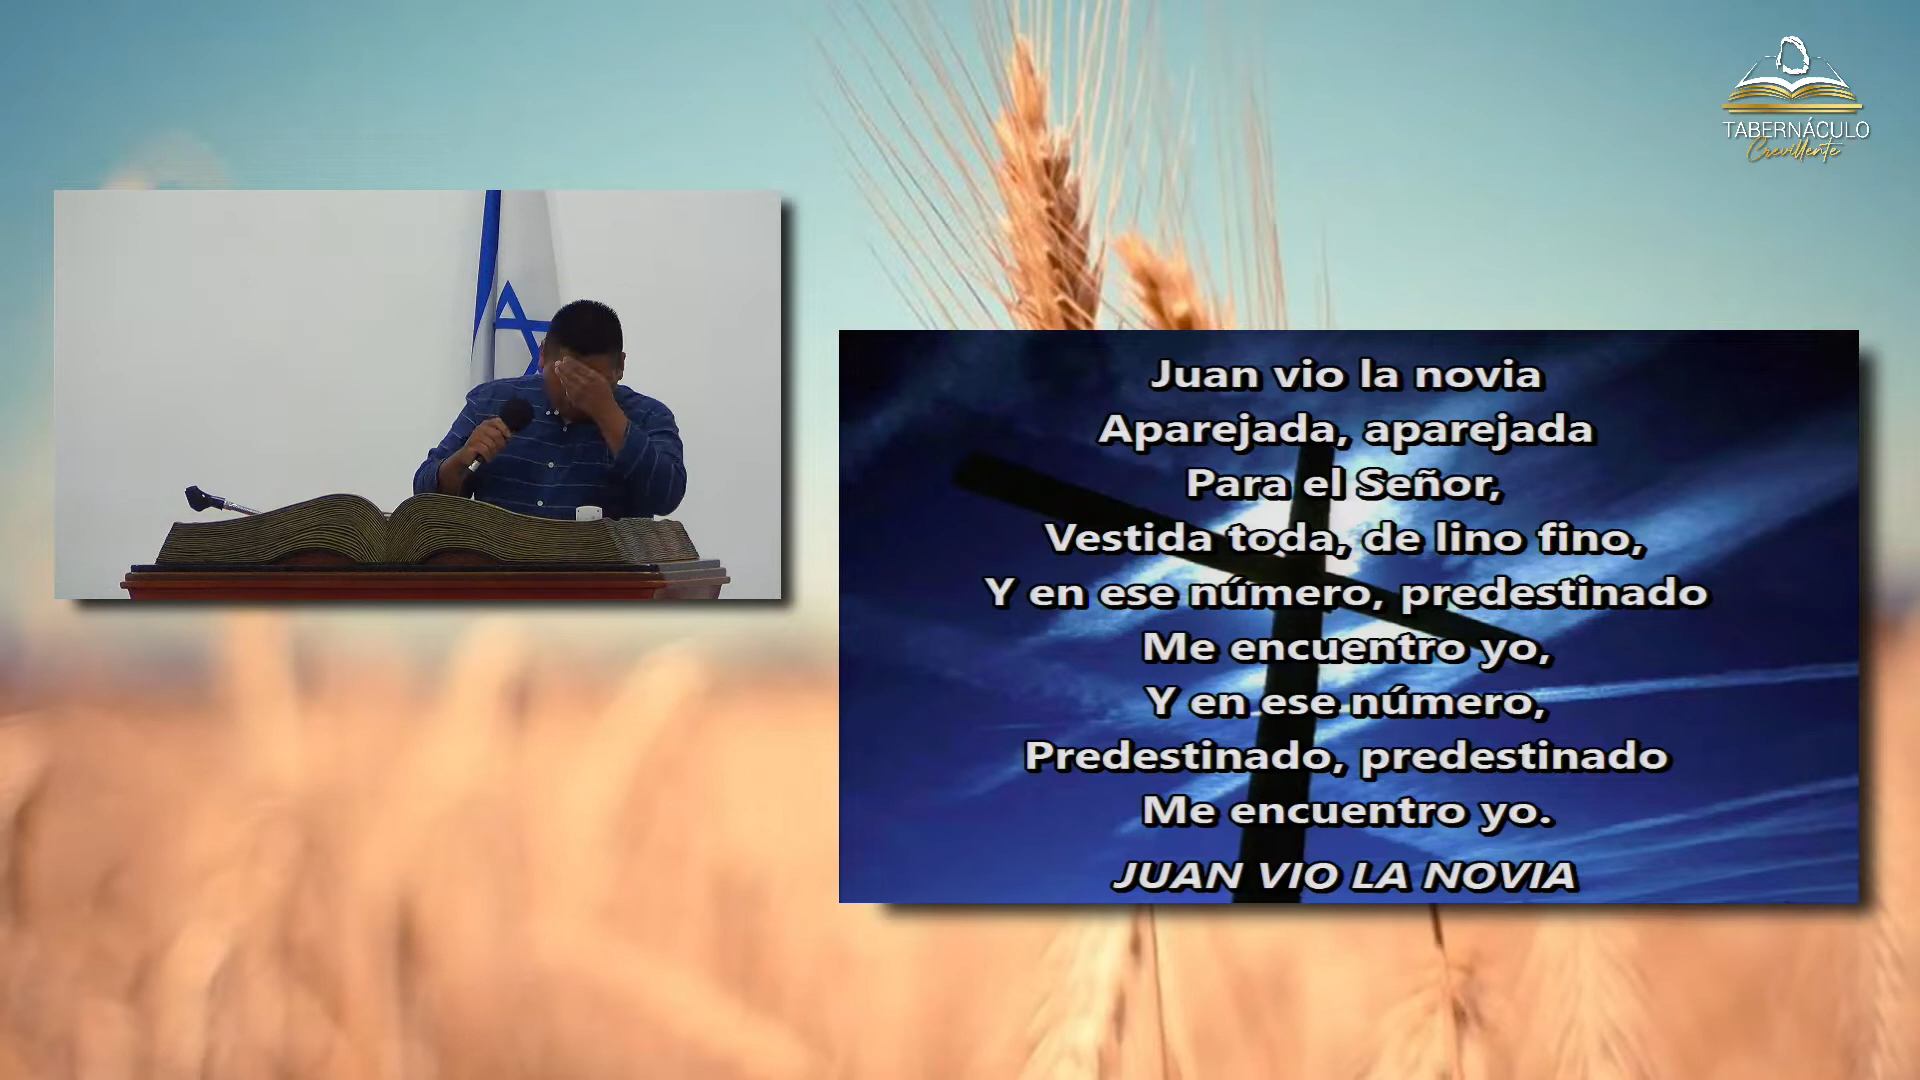 TABERNÁCULO
Crevillente
Juan vio la novia
Aparejada, aparejada
Para el Señor,
Vestida toda, de lino fino,
Y en ese número, predestinado
Me encuentro yo,
Y en ese número,
Predestinado, predestinado
Me encuentro yo.
JUAN VIO LA NOVIA